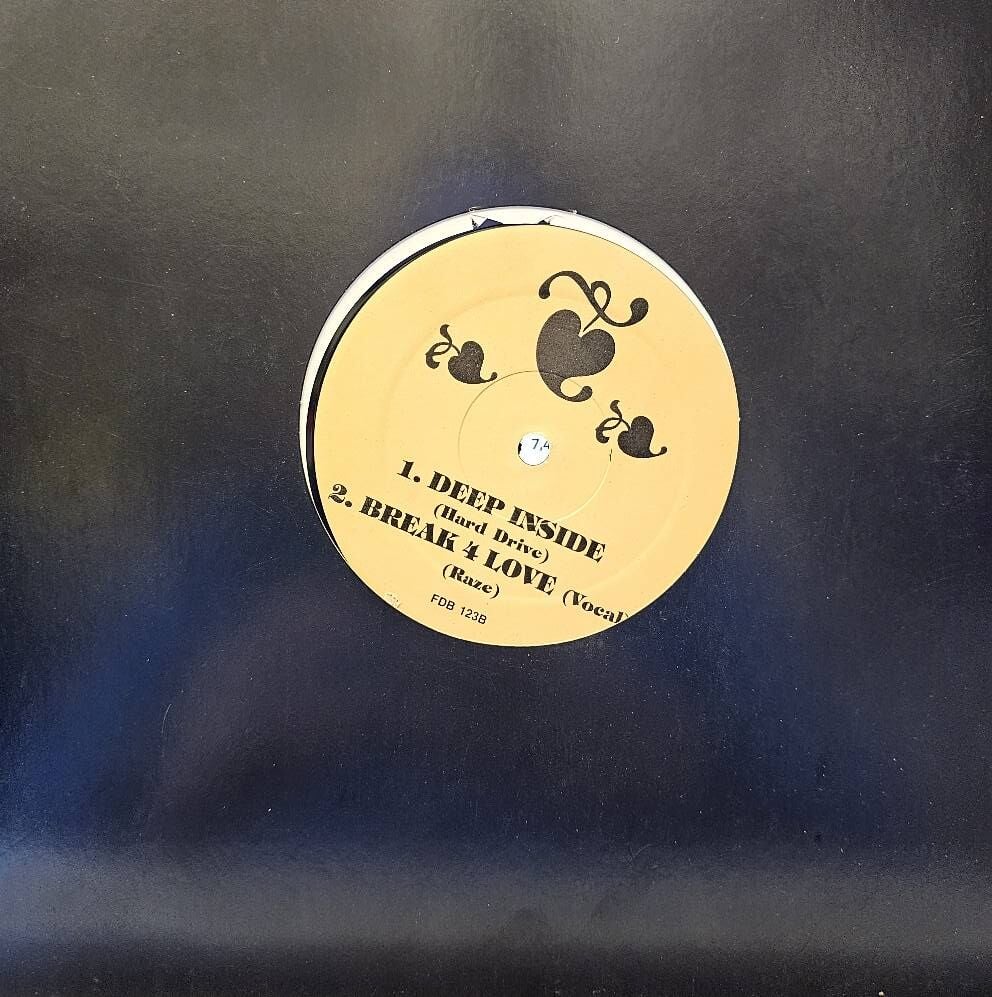 7,4
1. DEEP INSIDE
(Hard Drive)
2. BREAK 4 LOVE (Vocal)
(Raze)
FDB 123B